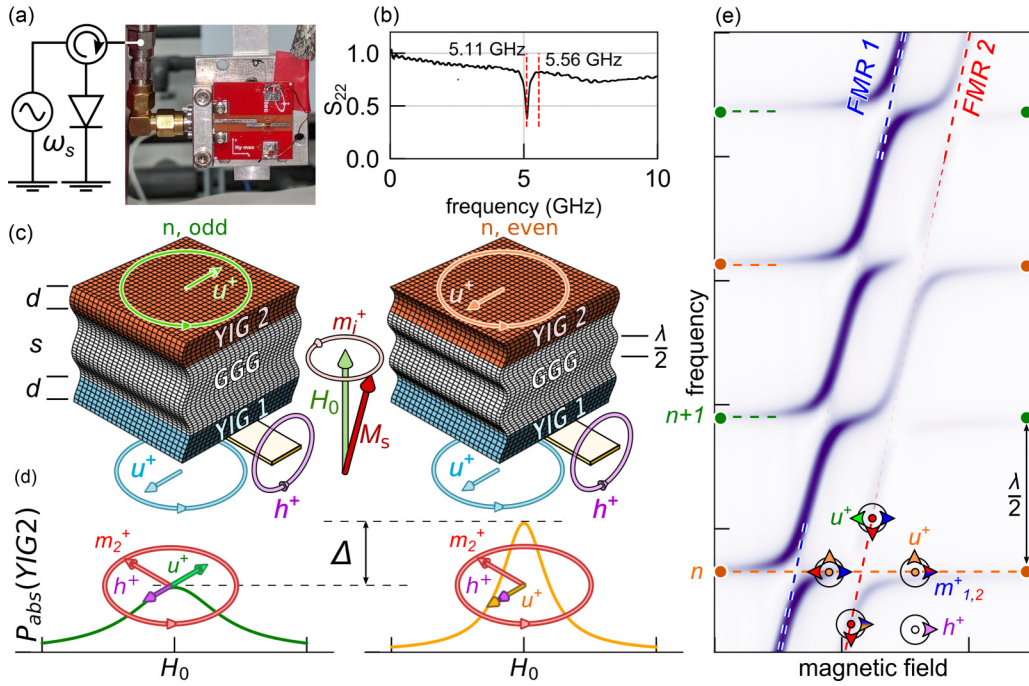 (a)
ωs
Hy max
(b)
1.0
0.5
0.0
S22
5.11 GHz
5.56 GHz
0
5
10
frequency (GHz)
(c)
n, odd
u+
d
s
d
YIG 2
GGG
YIG 1
u+
h+
mi+
H0
Ms
n, even
u+
λ/2
YIG 2
GGG
YIG 1
u+
h+
(d)
Pabs(YIG2)
m2+
u+
h+
H0
Δ
m2+
h+
u+
H0
(e)
FMR 1
FMR 2
frequency
n+1
n
λ/2
u+
u+
m+1,2
h+
magnetic field